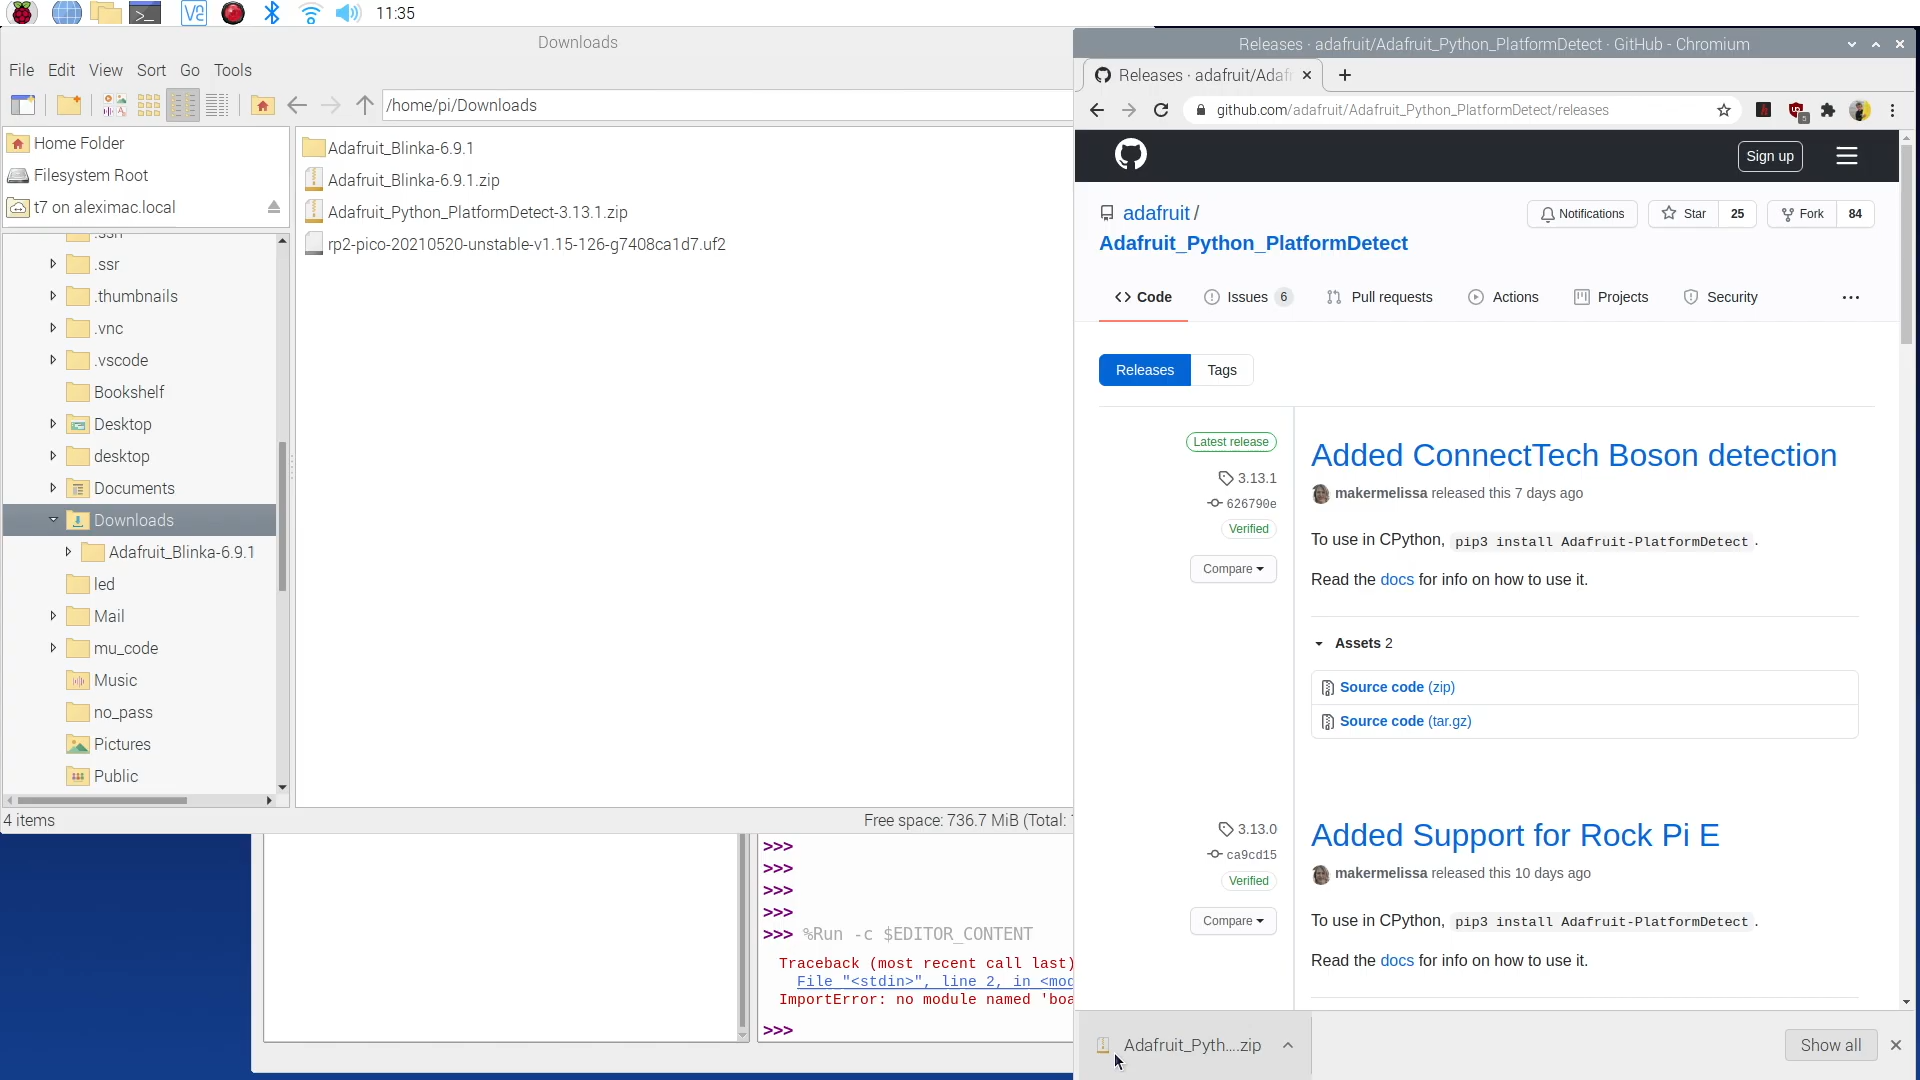 11:35
Downloads
File Edit View Sort Go Tools
/home/pi/Downloads
Home Folder
Filesystem Root
t7 on aleximac.local
.ssr
.thumbnails
.vnc
.vscode
Bookshelf
Desktop
desktop
Documents
Downloads
Adafruit_Blinka-6.9.1
led
Mail
mu_code
Music
no_pass
Pictures
Public
Adafruit_Blinka-6.9.1
Adafruit_Blinka-6.9.1.zip
Adafruit_Python_PlatformDetect-3.13.1.zip
rp2-pico-20210520-unstable-v1.15-126-g7408ca1d7.uf2
4 items
Free space: 736.7 MiB (Total:
>>>
>>>
>>>
>>>
>>> %Run -c $EDITOR_CONTENT
Traceback (most recent call last)
File "<stdin>", line 2, in <mod
ImportError: no module named 'boa
>>>
Releases · adafruit/Adafruit_Python_PlatformDetect · GitHub - Chromium
Releases · adafruit/Adafr
github.com/adafruit/Adafruit_Python_PlatformDetect/releases
Sign up
adafruit /
Adafruit_Python_PlatformDetect
Notifications Star 25 Fork 84
<> Code Issues 6 Pull requests Actions Projects Security ...
Releases Tags
Latest release
3.13.1
626790e
Verified
Compare
Added ConnectTech Boson detection
makermelissa released this 7 days ago
To use in CPython, pip3 install Adafruit-PlatformDetect .
Read the docs for info on how to use it.
Assets 2
Source code (zip)
Source code (tar.gz)
3.13.0
ca9cd15
Verified
Compare
Added Support for Rock Pi E
makermelissa released this 10 days ago
To use in CPython, pip3 install Adafruit-PlatformDetect .
Read the docs for info on how to use it.
Adafruit_Pyth....zip
Show all